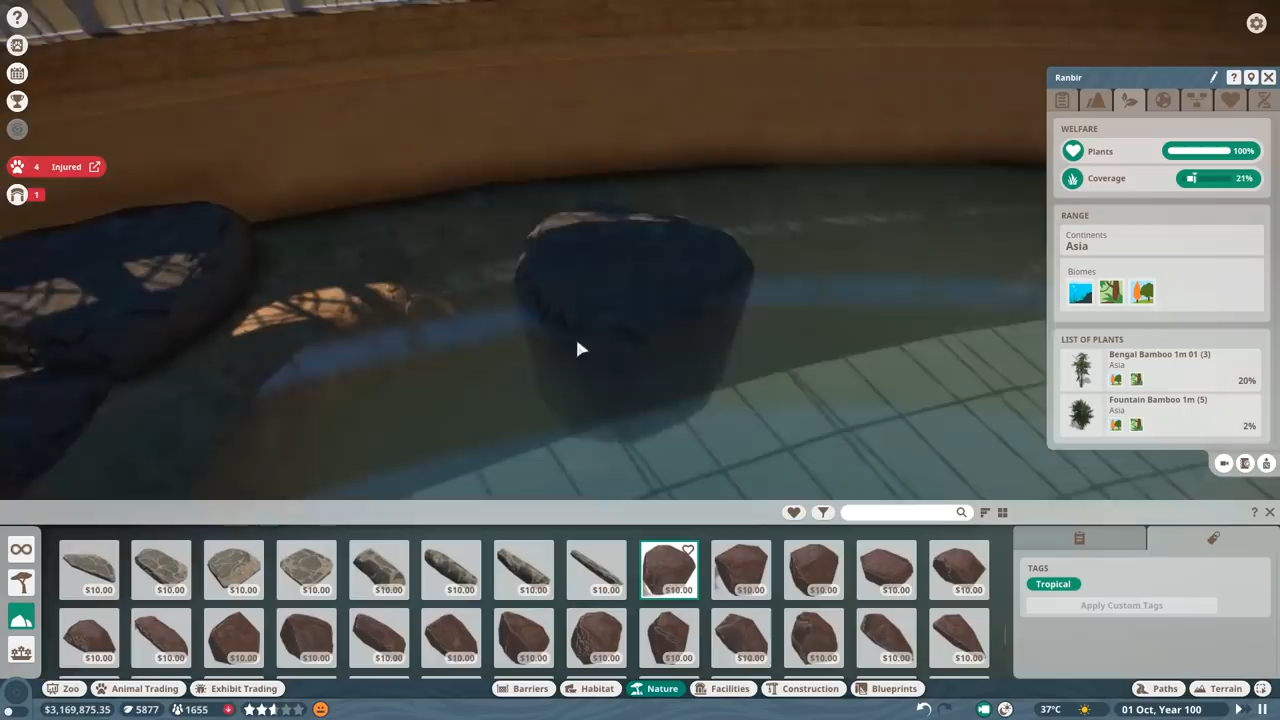 ?
4 Injured
1
Ranbir
?
WELFARE
Plants 100%
Coverage 21%
RANGE
Continents
Asia
Biomes
LIST OF PLANTS
Bengal Bamboo 1m 01 (3)
Asia
20%
Fountain Bamboo 1m (5)
Asia
2%
?
$10.00 $10.00 $10.00 $10.00 $10.00 $10.00 $10.00 $10.00 $10.00 $10.00 $10.00 $10.00 $10.00
$10.00 $10.00 $10.00 $10.00 $10.00 $10.00 $10.00 $10.00 $10.00 $10.00 $10.00 $10.00 $10.00
TAGS
Tropical
Apply Custom Tags
Zoo Animal Trading Exhibit Trading Barriers Habitat Nature Facilities Construction Blueprints Paths Terrain
$3,169,875.35 5877 1655 37°C 01 Oct, Year 100